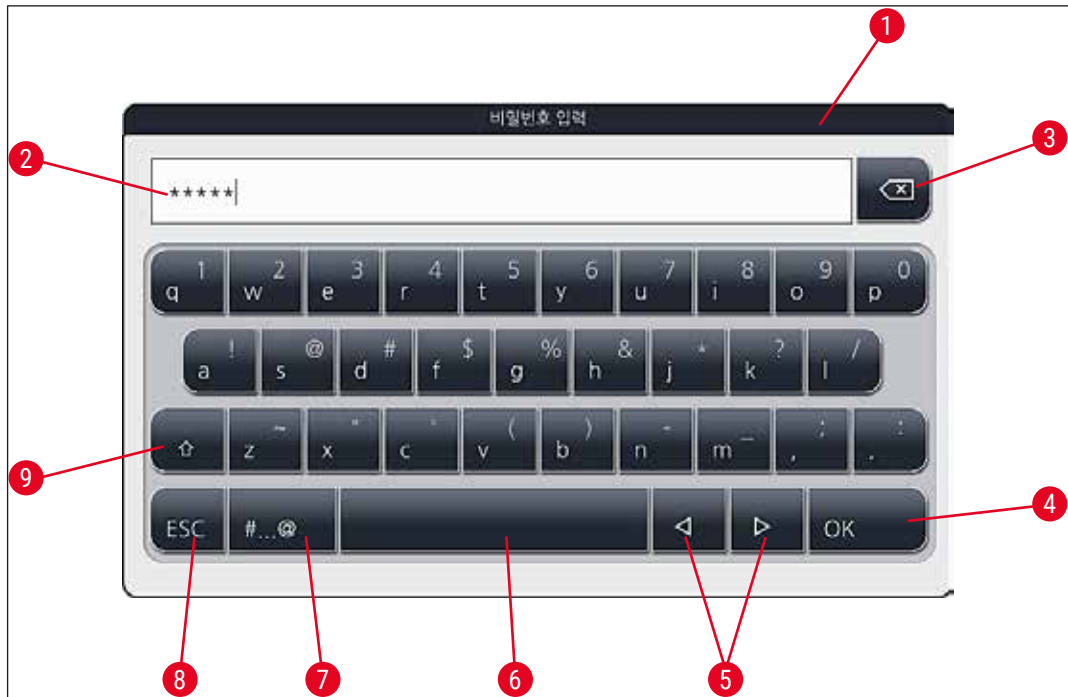 1
비밀번호 입력
2
*****
3
1 2 3 4 5 6 7 8 9 0
q w e r t y u i o p
! @ # $ % & * ? /
a s d f g h j k l
~ " ' ( ) - _ ; :
z x c v b n m , .
9
ESC #...@ OK
4
8 7 6 5